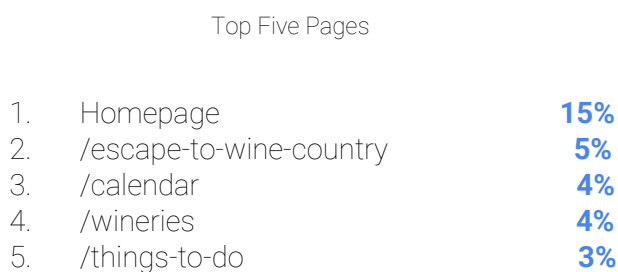 Top Five Pages
1. Homepage 15%
2. /escape-to-wine-country 5%
3. /calendar 4%
4. /wineries 4%
5. /things-to-do 3%